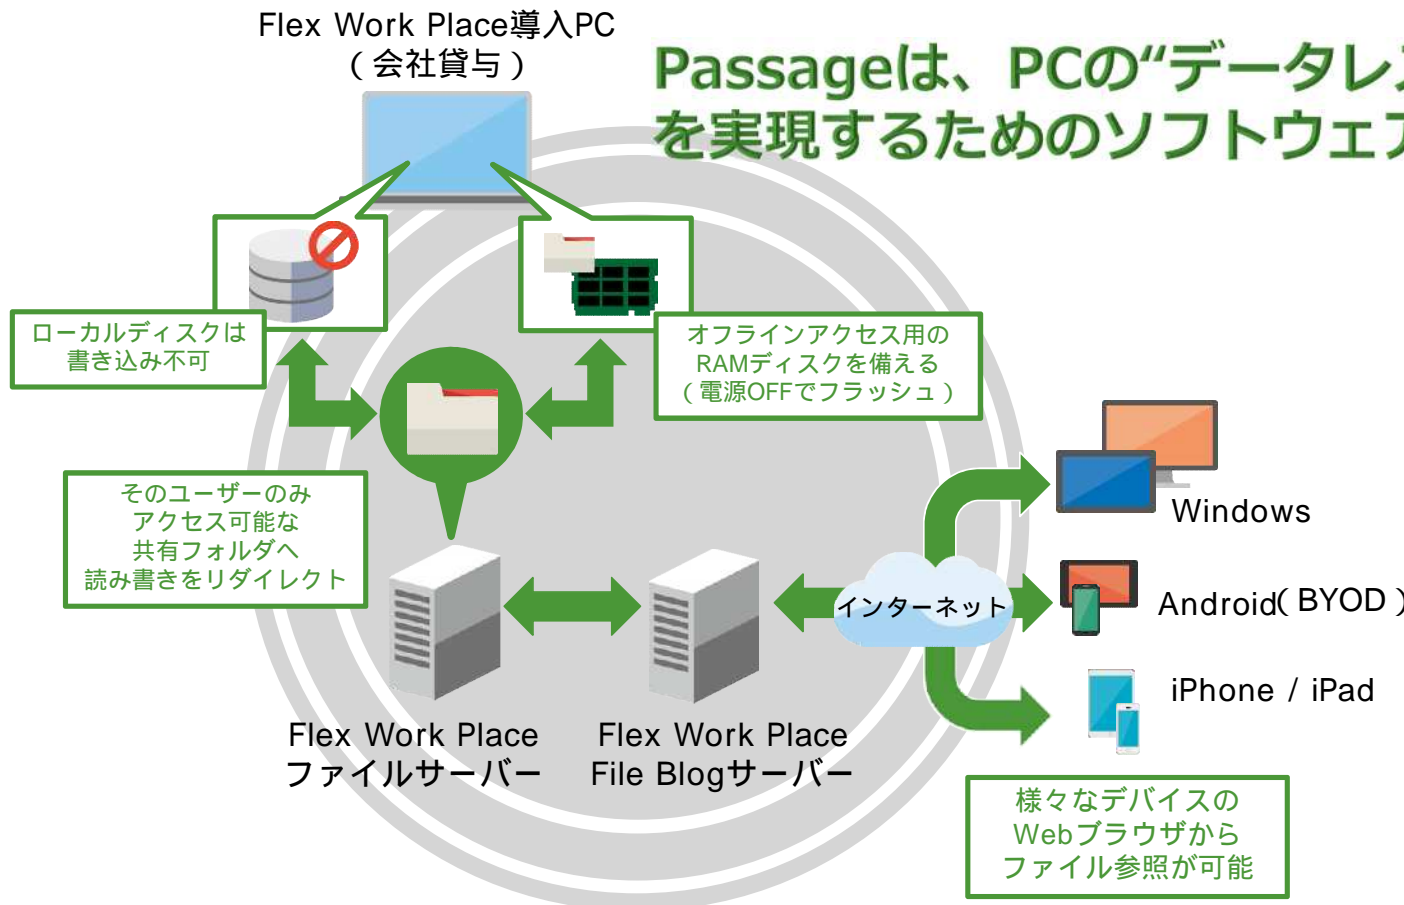 Flex Work Place導入PC
（会社貸与）
Passageは、PCの“データレス
を実現するためのソフトウェア
ローカルディスクは
書き込み不可
オフラインアクセス用の
RAMディスクを備える
（電源OFFでフラッシュ）
そのユーザーのみ
アクセス可能な
共有フォルダへ
読み書きをリダイレクト
インターネット
Windows
Android（BYOD）
iPhone / iPad
Flex Work Place
ファイルサーバー
Flex Work Place
File Blogサーバー
様々なデバイスの
Webブラウザから
ファイル参照が可能